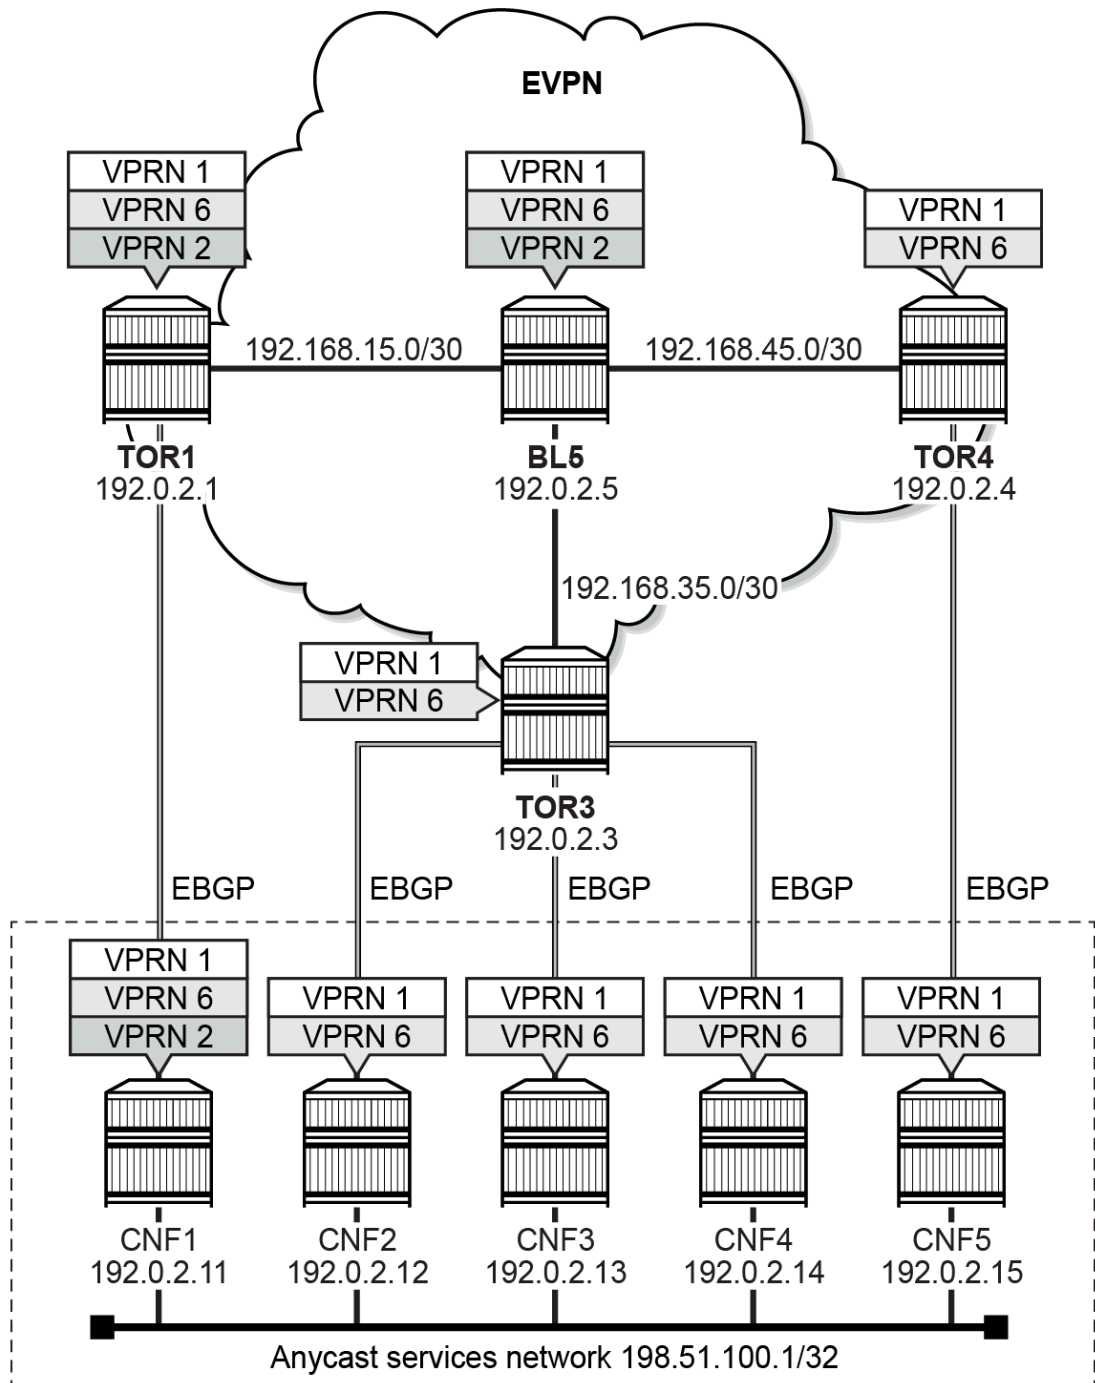 EVPN
VPRN 1
VPRN 6
VPRN 2
VPRN 1
VPRN 6
VPRN 2
VPRN 1
VPRN 6
192.168.15.0/30
192.168.45.0/30
TOR1
192.0.2.1
BL5
192.0.2.5
TOR4
192.0.2.4
192.168.35.0/30
VPRN 1
VPRN 6
TOR3
192.0.2.3
EBGP
EBGP
EBGP
EBGP
EBGP
VPRN 1
VPRN 6
VPRN 2
VPRN 1
VPRN 6
VPRN 1
VPRN 6
VPRN 1
VPRN 6
VPRN 1
VPRN 6
CNF1
192.0.2.11
CNF2
192.0.2.12
CNF3
192.0.2.13
CNF4
192.0.2.14
CNF5
192.0.2.15
Anycast services network 198.51.100.1/32